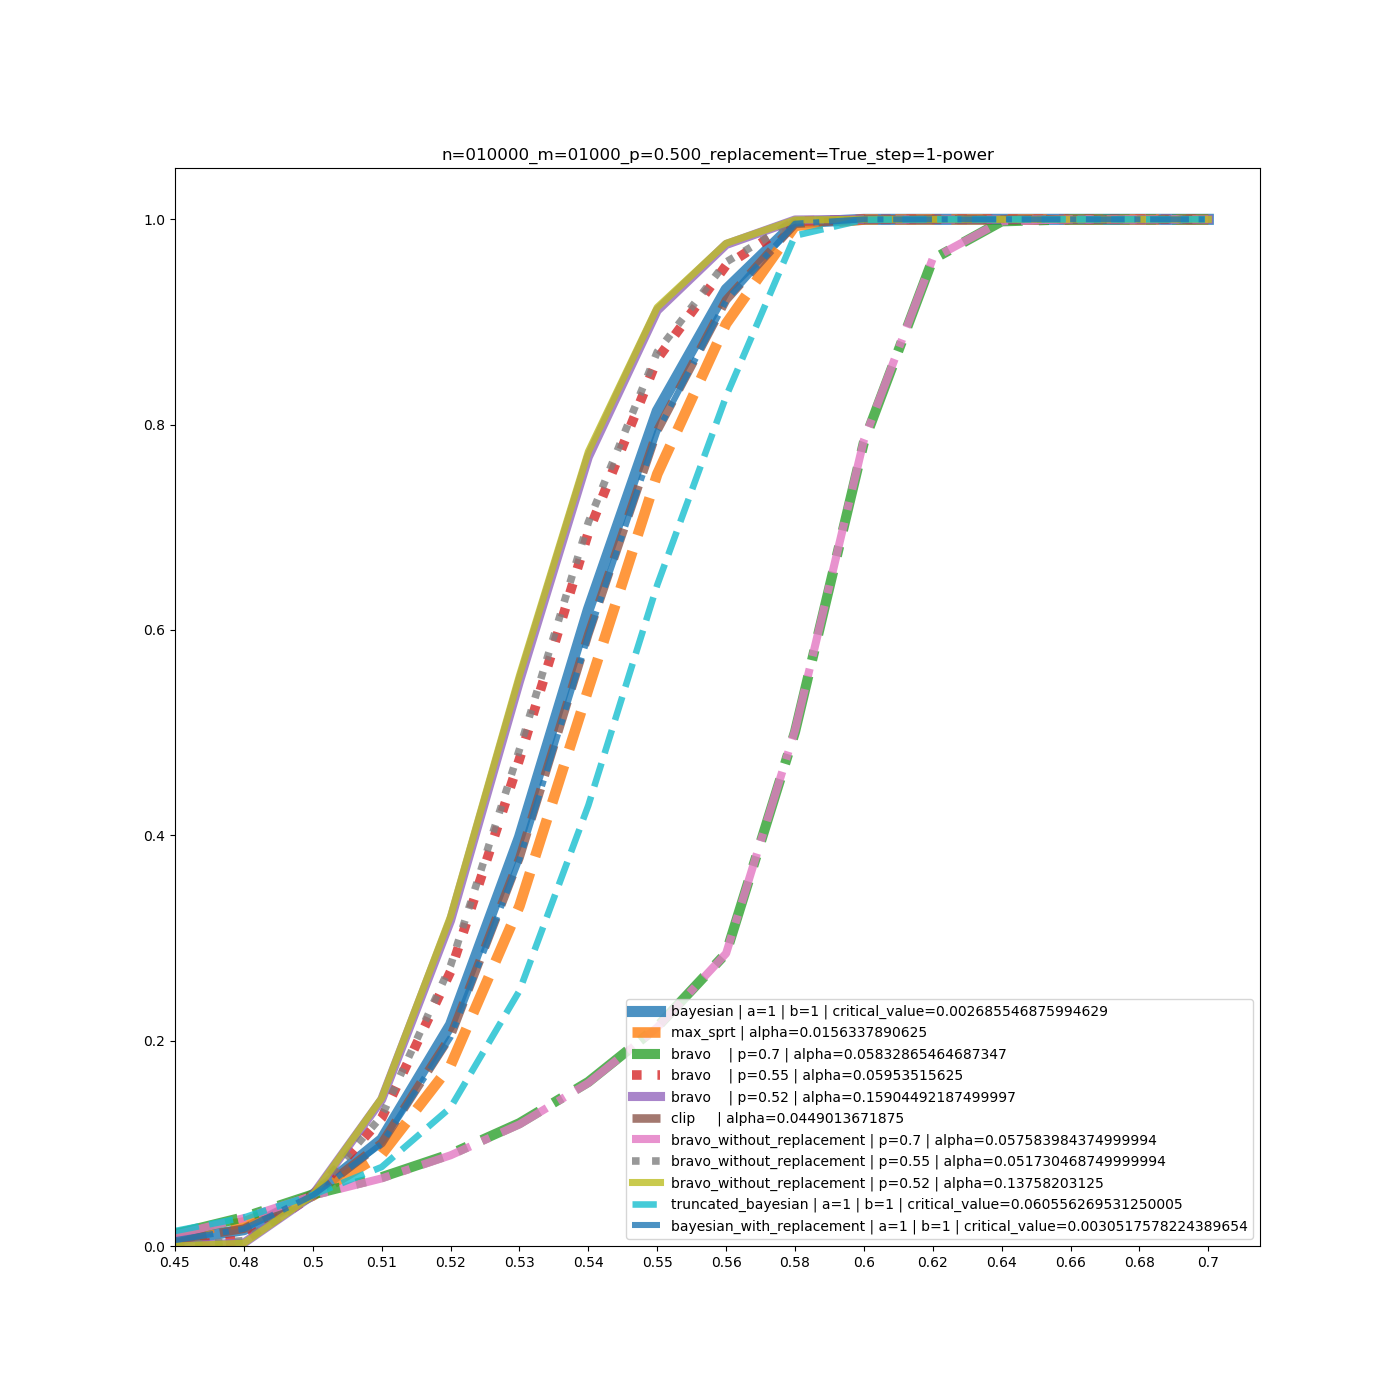 n=010000_m=01000_p=0.500_replacement=True_step=1-power
1.0
0.8
0.6
0.4
0.2
0.0
bayesian | a=1 | b=1 | critical_value=0.002685546875994629
max_sprt | alpha=0.0156337890625
bravo    | p=0.7 | alpha=0.05832865464687347
bravo    | p=0.55 | alpha=0.05953515625
bravo    | p=0.52 | alpha=0.15904492187499997
clip     | alpha=0.0449013671875
bravo_without_replacement | p=0.7 | alpha=0.057583984374999994
bravo_without_replacement | p=0.55 | alpha=0.051730468749999994
bravo_without_replacement | p=0.52 | alpha=0.13758203125
truncated_bayesian | a=1 | b=1 | critical_value=0.060556269531250005
bayesian_with_replacement | a=1 | b=1 | critical_value=0.0030517578224389654
0.45 0.48 0.5 0.51 0.52 0.53 0.54 0.55 0.56 0.58 0.6 0.62 0.64 0.66 0.68 0.7